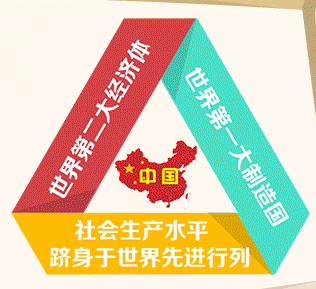 世界第二大经济体
世界第一大制造国
中国
社会生产水平
跻身于世界先进行列